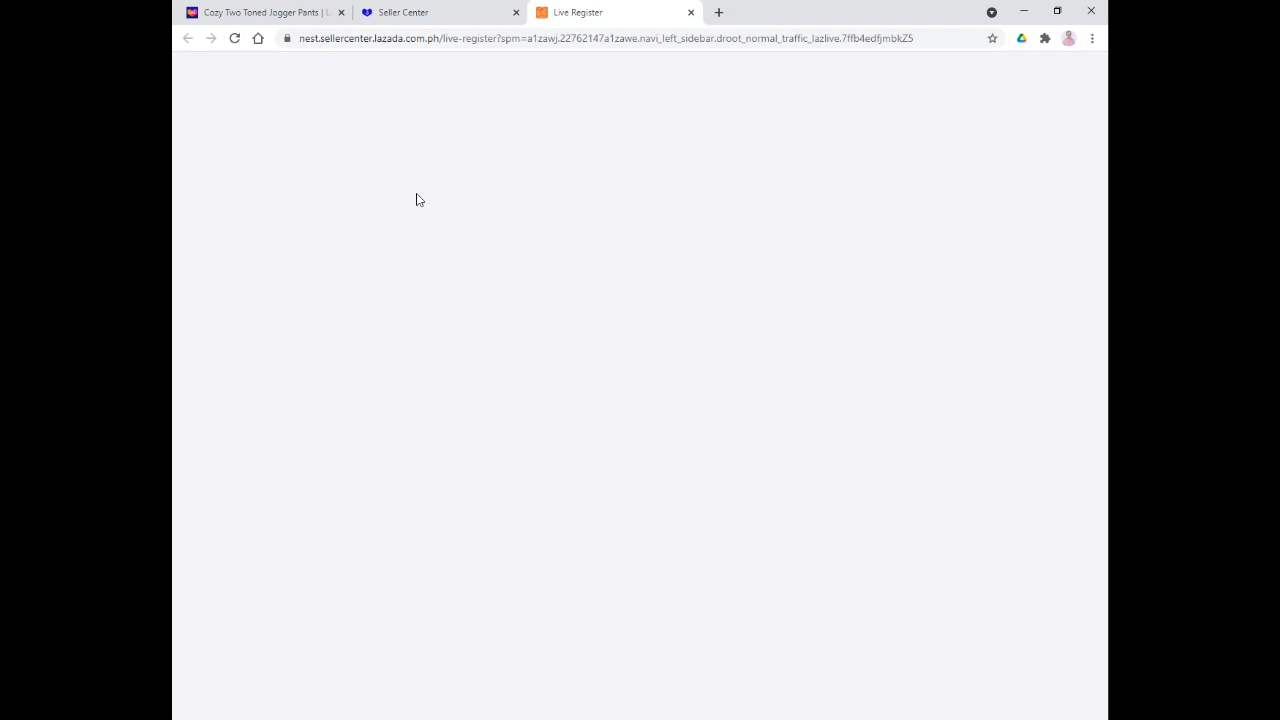 Cozy Two Toned Jogger Pants | L
Seller Center
Live Register
nest.sellercenter.lazada.com.ph/live-register?spm=a1zawj.22762147a1zawe.navi_left_sidebar.droot_normal_traffic_lazlive.7ffb4edfjmbkZ5